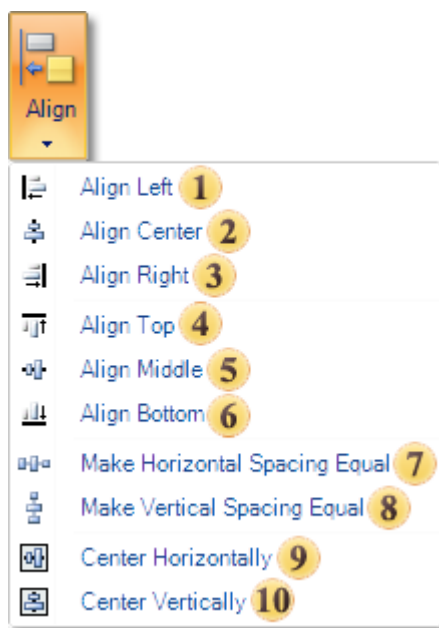 Align
Align Left 1
Align Center 2
Align Right 3
Align Top 4
Align Middle 5
Align Bottom 6
Make Horizontal Spacing Equal 7
Make Vertical Spacing Equal 8
Center Horizontally 9
Center Vertically 10